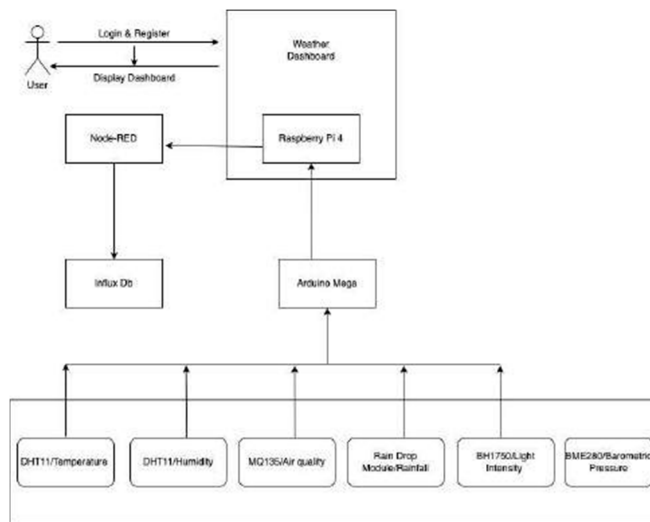 Login & Register
Weather
Dashboard
Display Dashboard
User
Node-RED
Raspberry Pi 4
Influx Db
Arduino Mega
DHT11/Temperature
DHT11/Humidity
MQ135/Air quality
Rain Drop
Module/Rainfall
BH1750/Light
Intensity
BME280/Barometric
Pressure